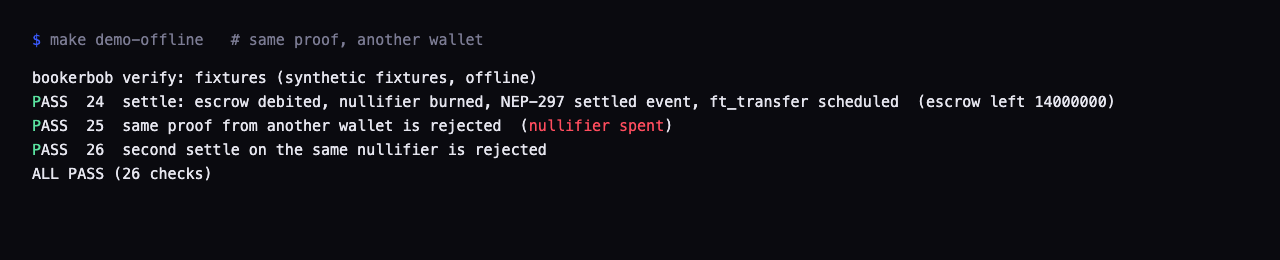 $ make demo-offline   # same proof, another wallet
bookerbob verify: fixtures (synthetic fixtures, offline)
PASS  24  settle: escrow debited, nullifier burned, NEP-297 settled event, ft_transfer scheduled  (escrow left 14000000)
PASS  25  same proof from another wallet is rejected  (nullifier spent)
PASS  26  second settle on the same nullifier is rejected
ALL PASS (26 checks)